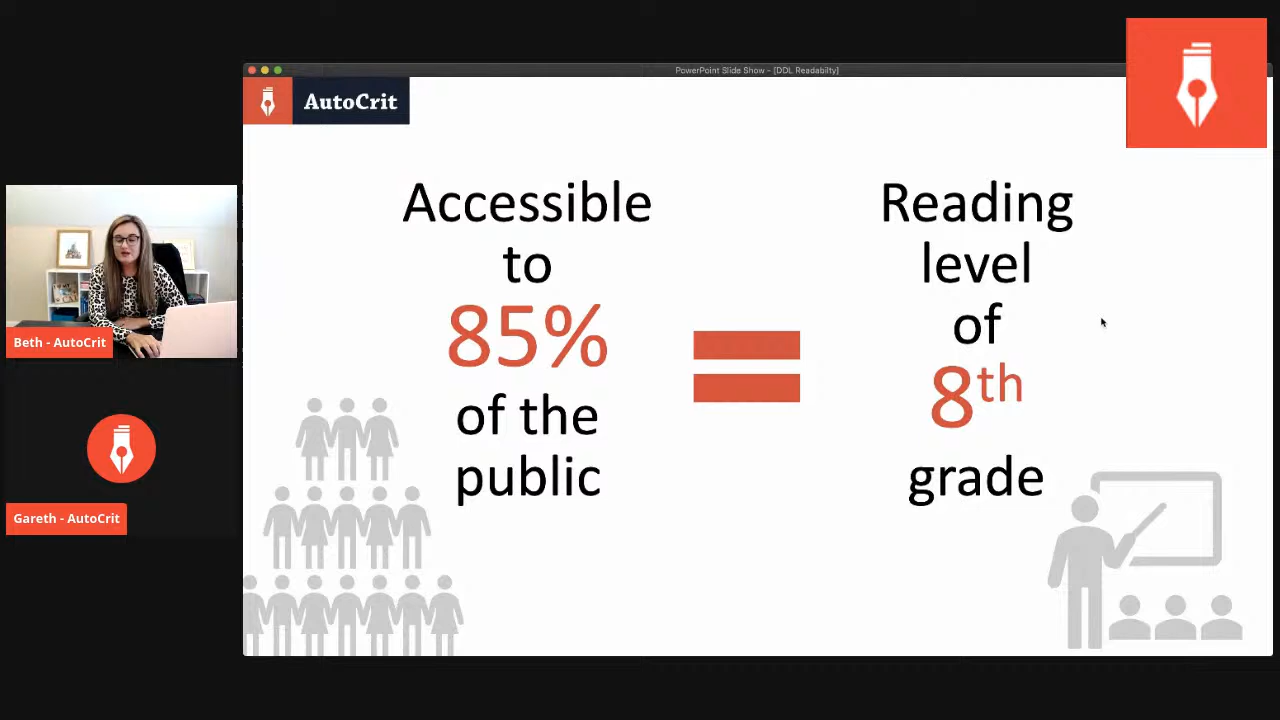 PowerPoint Slide Show - [DDL Readabilty]
AutoCrit
Accessible
to
85%
of the
public
Reading
level
of
8th
grade
Beth - AutoCrit
Gareth - AutoCrit